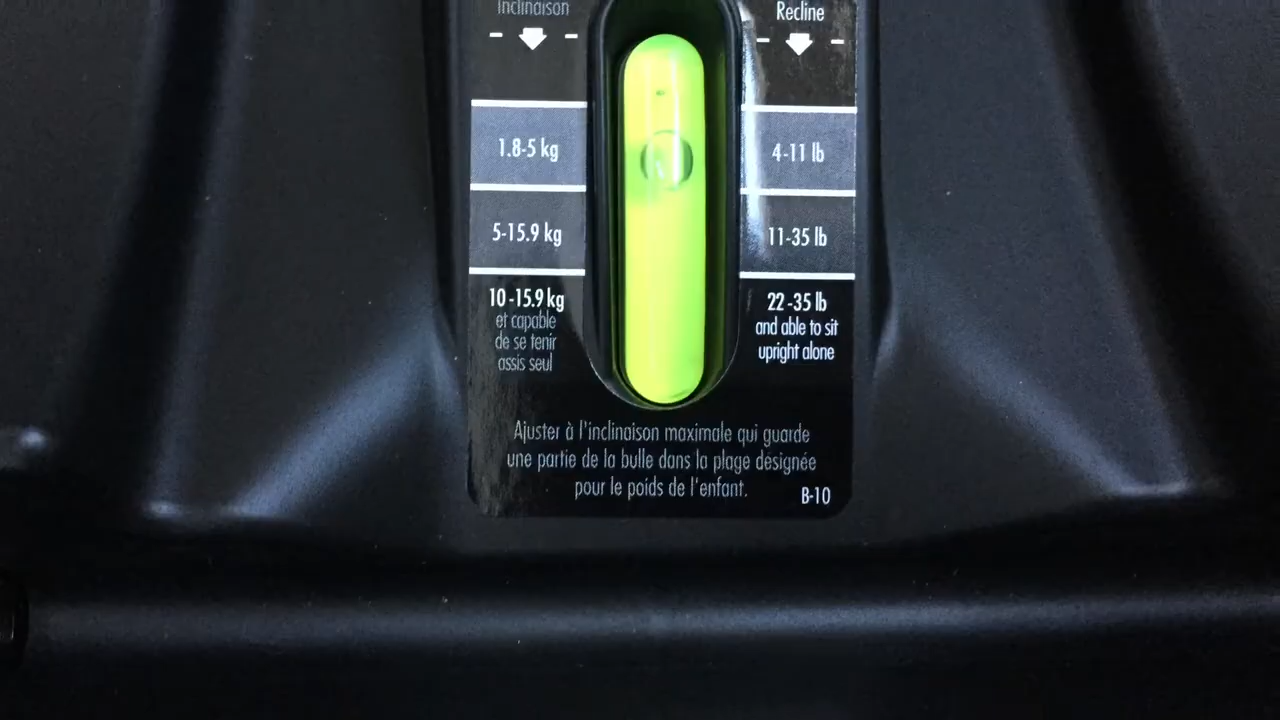 Inclinaison
Recline
1.8-5 kg
4-11 lb
5-15.9 kg
11-35 lb
10-15.9 kg
et capable
de se tenir
assis seul
22-35 lb
and able to sit
upright alone
Ajuster à l'inclinaison maximale qui guarde
une partie de la bulle dans la plage désignée
pour le poids de l'enfant.
B-10